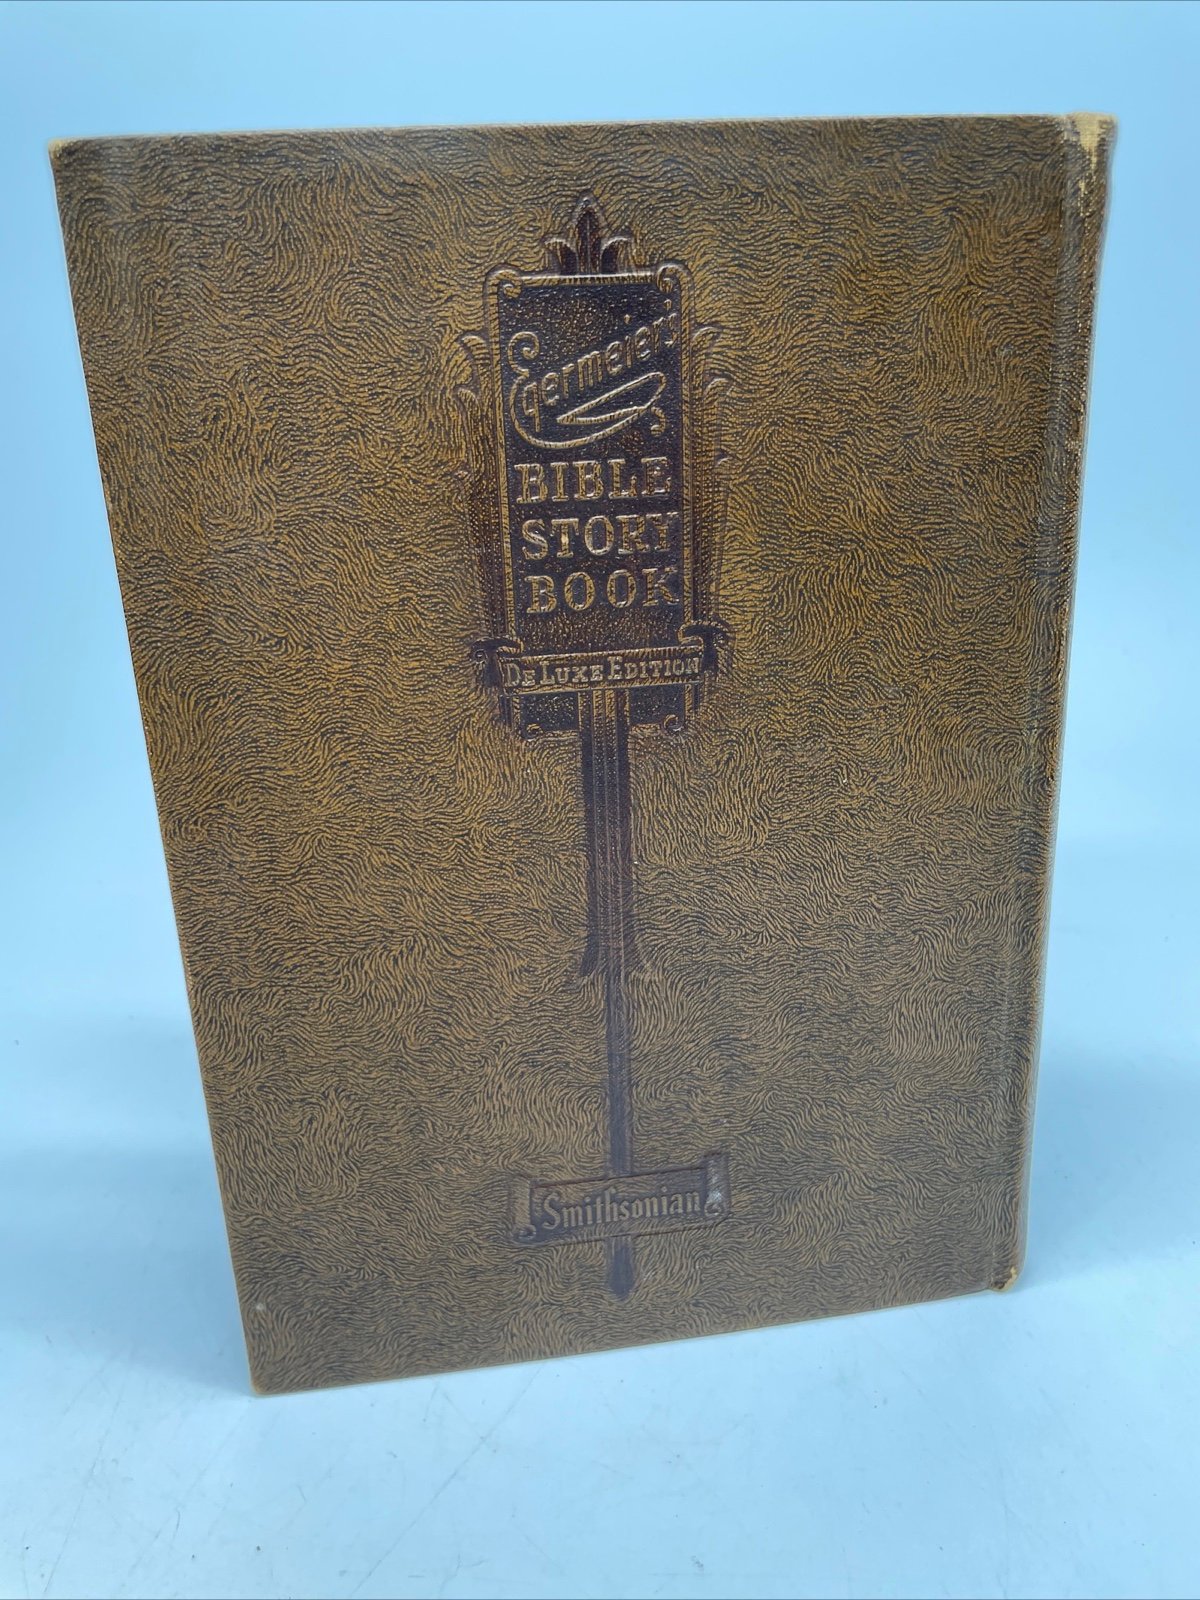 Egermeier's
BIBLE
STORY
BOOK
DELUXE EDITION
Smithsonian